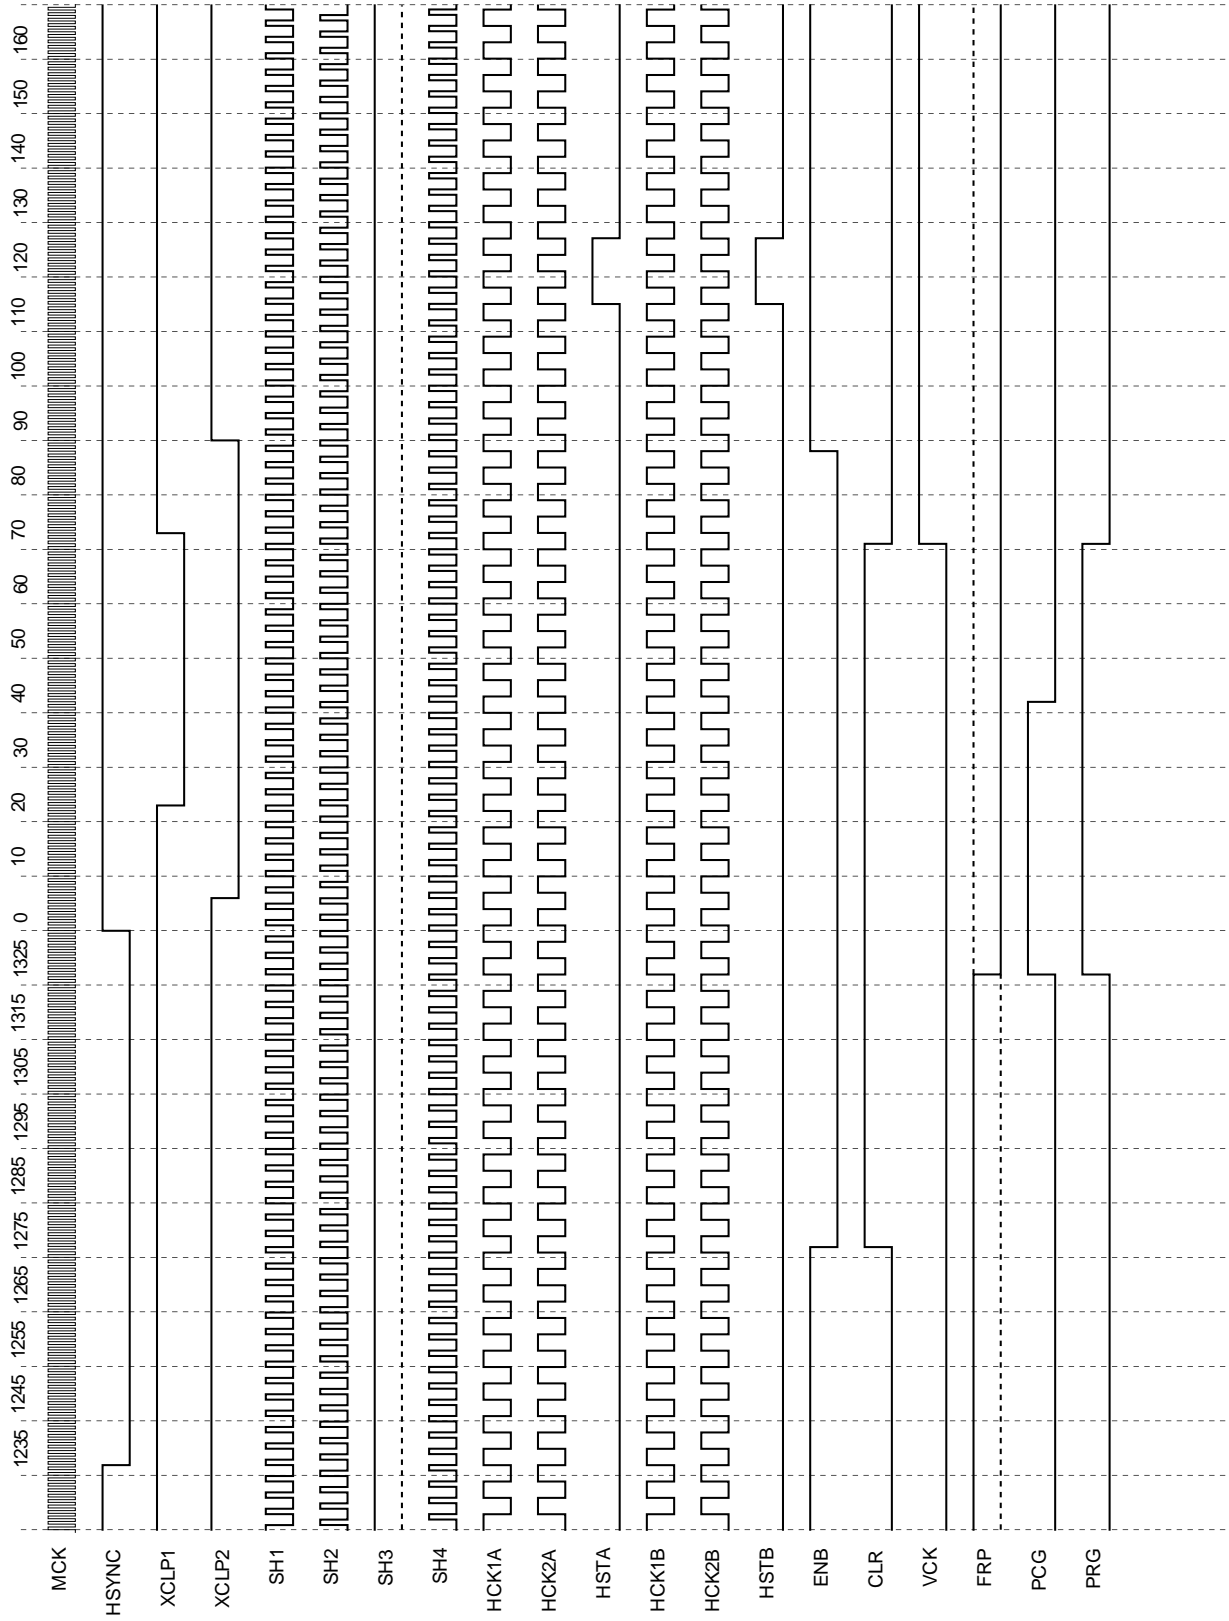 MCK
HSYNC
XCLP1
XCLP2
SH1
SH2
SH3
SH4
HCK1A
HCK2A
HSTA
HCK1B
HCK2B
HSTB
ENB
CLR
VCK
FRP
PCG
PRG
1235 1245 1255 1265 1275 1285 1295 1305 1315 1325 0 10 20 30 40 50 60 70 80 90 100 110 120 130 140 150 160